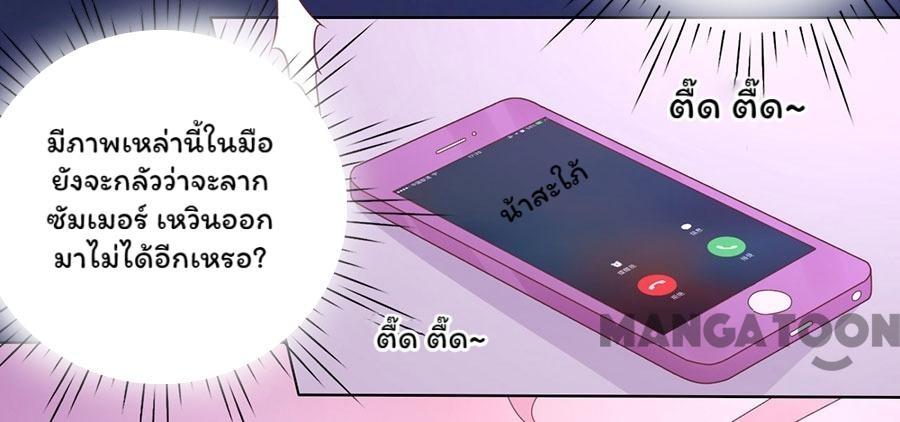 ตื๊ด ตื๊ด~
มีภาพเหล่านี้ในมือ
ยังจะกลัวว่าจะลาก
ซัมเมอร์ เหวินออก
มาไม่ได้อีกเหรอ?
น้าสะใภ้
ตื๊ด ตื๊ด~
MANGATOON